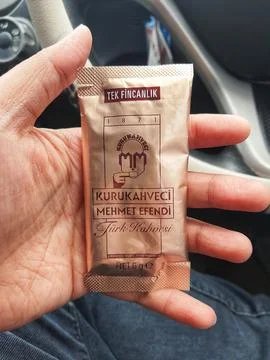 TEK FİNCANLIK
1871
KURUKAHVECİ
MM
KURUKAHVECİ
MEHMET EFENDİ
Türk Kahvesi
NET 6 g e